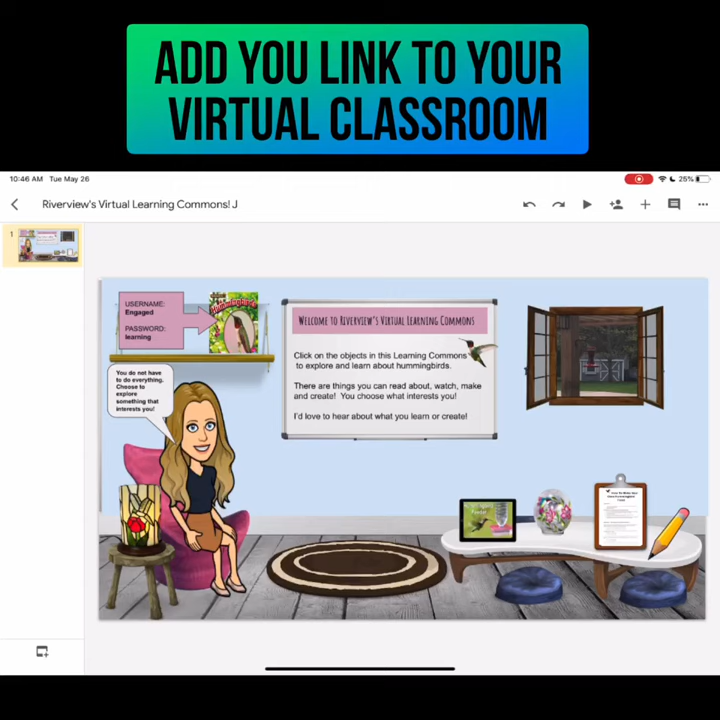 ADD YOU LINK TO YOUR
VIRTUAL CLASSROOM
10:46 AM Tue May 26
25%
Riverview's Virtual Learning Commons! J
1
USERNAME:
Engaged
PASSWORD:
learning
WELCOME TO RIVERVIEW'S VIRTUAL LEARNING COMMONS
Click on the objects in this Learning Commons
to explore and learn about hummingbirds.
There are things you can read about, watch, make
and create! You choose what interests you!
I'd love to hear about what you learn or create!
You do not have
to do everything.
Choose to
explore
something that
interests you!